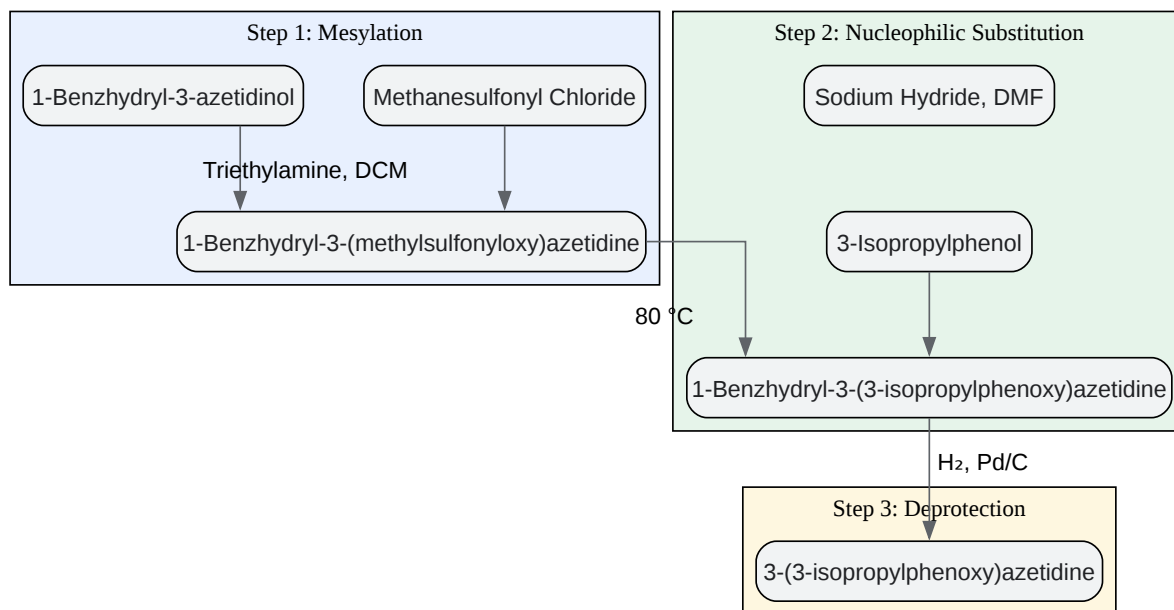 Step 1: Mesylation
1-Benzhydryl-3-azetidinol
Methanesulfonyl Chloride
Triethylamine, DCM
1-Benzhydryl-3-(methylsulfonyloxy)azetidine
Step 2: Nucleophilic Substitution
Sodium Hydride, DMF
3-Isopropylphenol
80 °C
1-Benzhydryl-3-(3-isopropylphenoxy)azetidine
H₂, Pd/C
Step 3: Deprotection
3-(3-isopropylphenoxy)azetidine